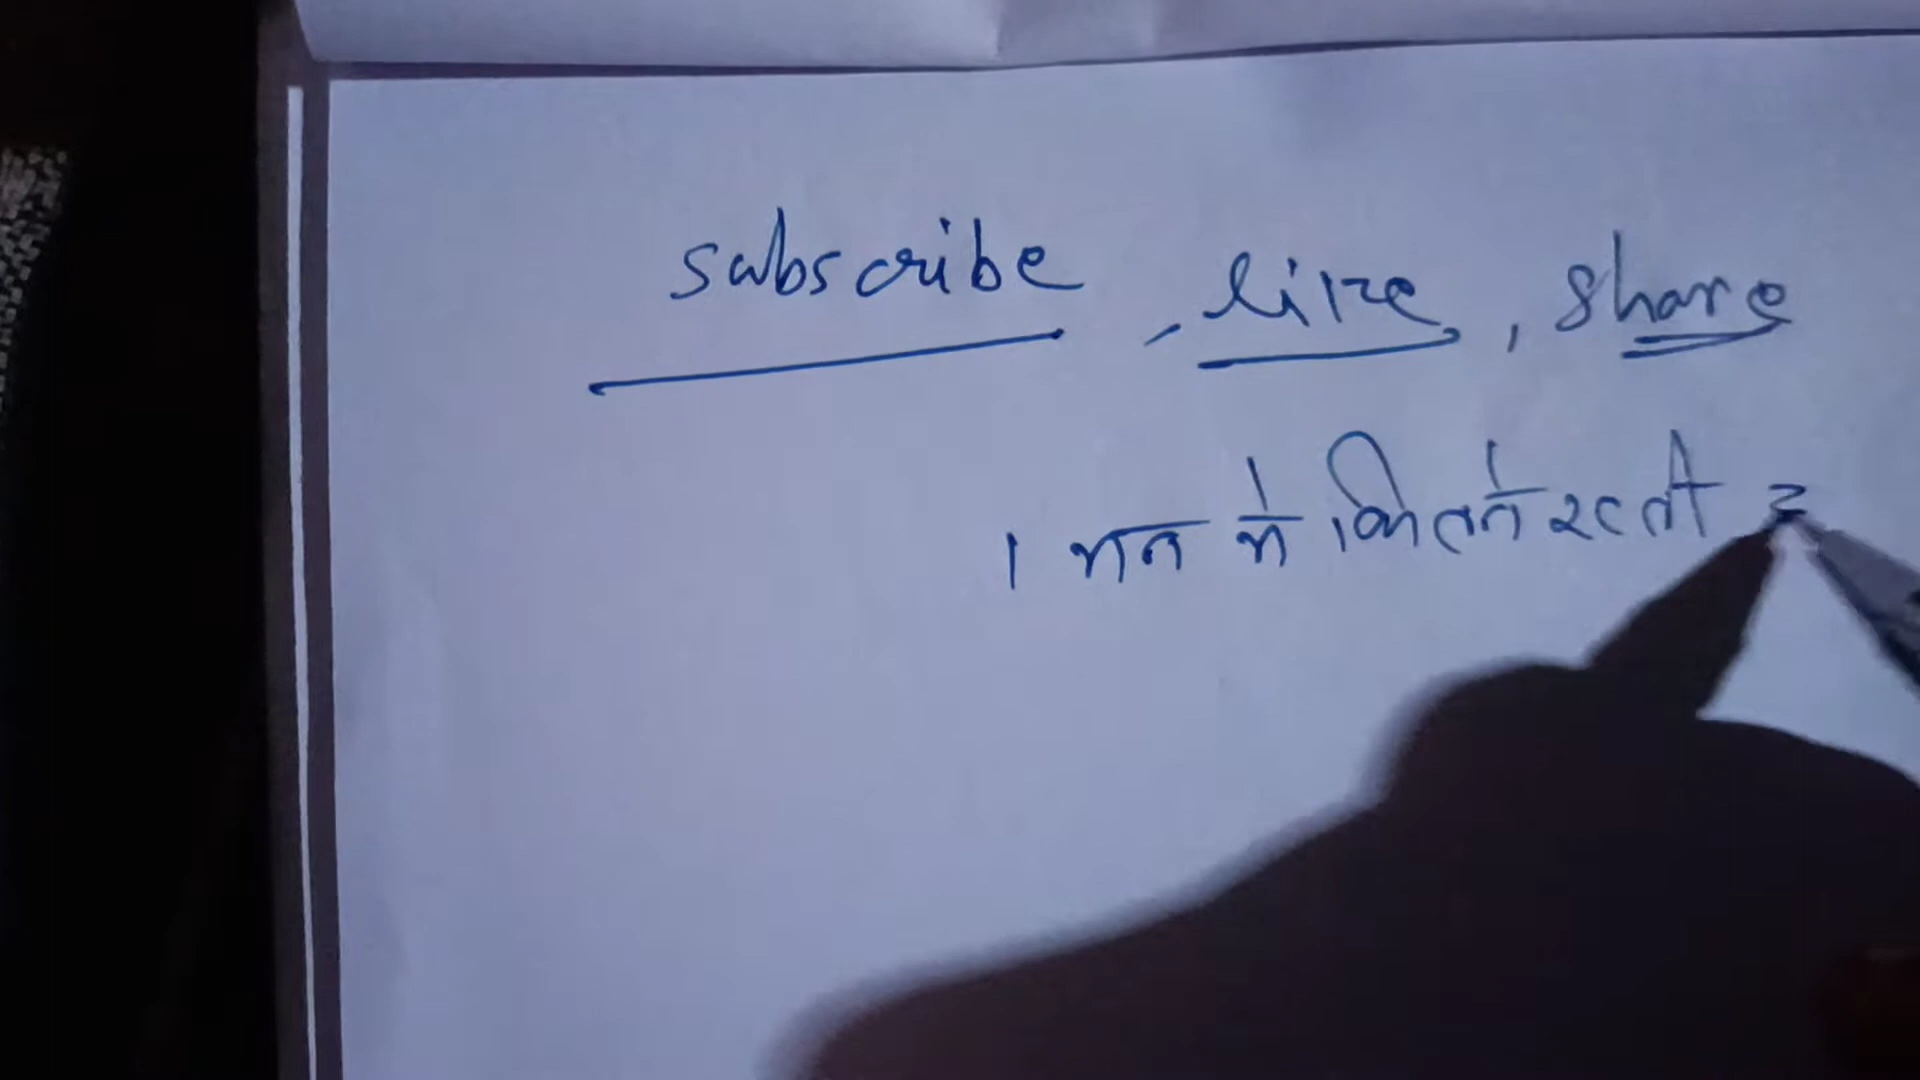 subscribe, like, share
1 मन मे कितने रत्ती =